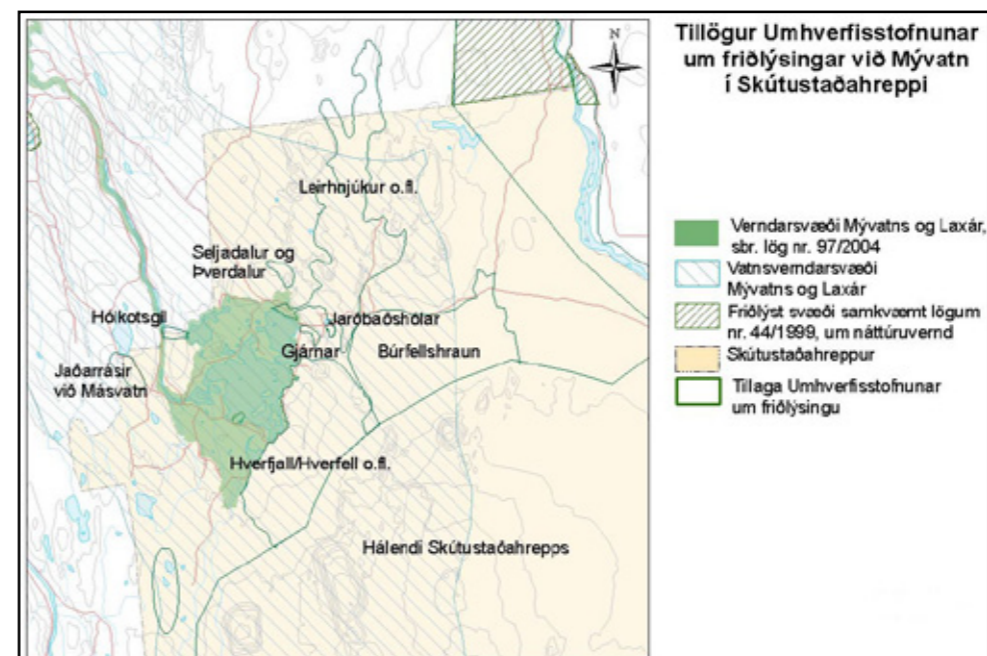 Tillögur Umhverfisstofnunar
um friðlýsingar við Mývatn
í Skútustaðahreppi
N
Leirhnjúkur o.fl.
Seljadalur og
Þverdalur
Hólkotsgil
Jarðbaðshólar
Gjárnar
Búrfellshraun
Jaðarrásir
við Másvatn
Hverfjall/Hverfell o.fl.
Hálendi Skútustaðahrepps
Verndarsvæði Mývatns og Laxár,
sbr. lög nr. 97/2004
Vatnsverndarsvæði
Mývatns og Laxár
Friðlýst svæði samkvæmt lögum
nr. 44/1999, um náttúruvernd
Skútustaðahreppur
Tillaga Umhverfisstofnunar
um friðlýsingu